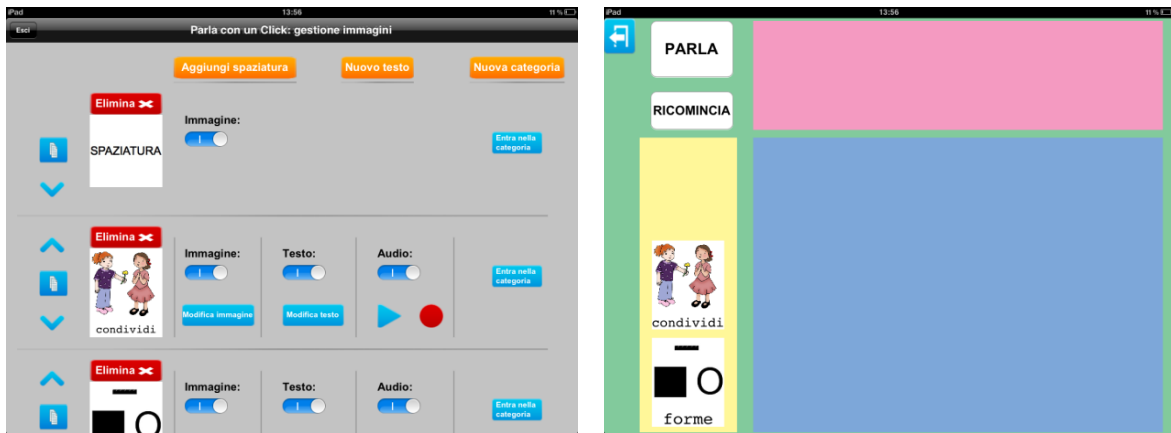 iPad
13:56
11 %
Esci
Parla con un Click: gestione immagini
Aggiungi spaziatura
Nuovo testo
Nuova categoria
Elimina
SPAZIATURA
Immagine:
Entra nella
categoria
Elimina
condividi
Immagine:
Modifica immagine
Testo:
Modifica testo
Audio:
Entra nella
categoria
Elimina
Immagine:
Testo:
Audio:
Entra nella
categoria
iPad
13:56
11 %
PARLA
RICOMINCIA
condividi
forme